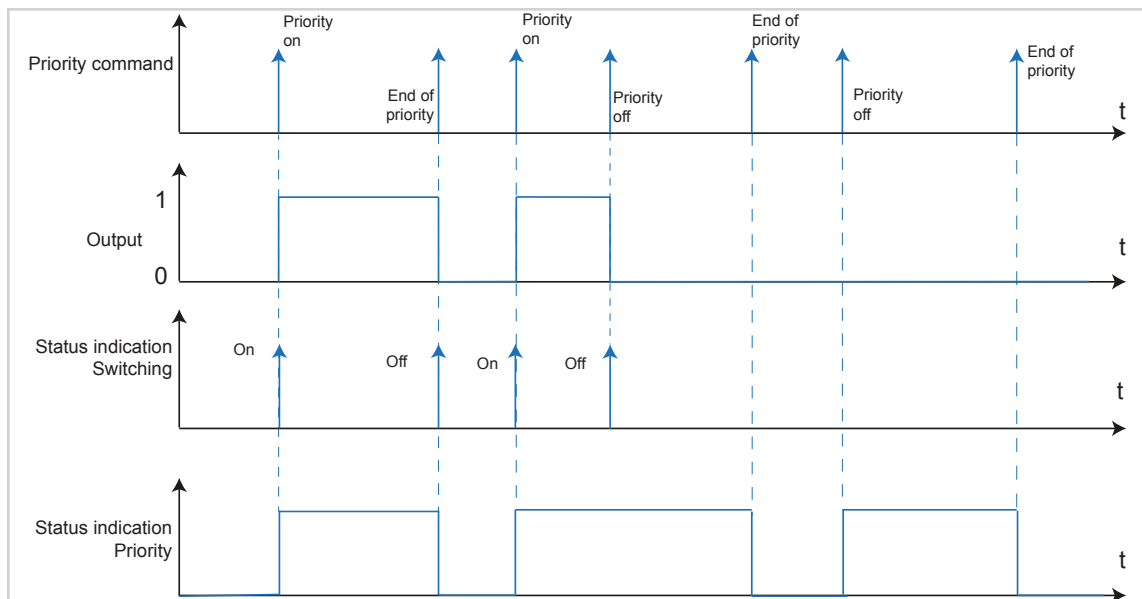 Priority
on
Priority
on
End of
priority
End of
priority
Priority command
End of
priority
Priority
off
Priority
off
t
1
Output
0
t
Status indication
Switching
On
Off
On
Off
t
Status indication
Priority
t